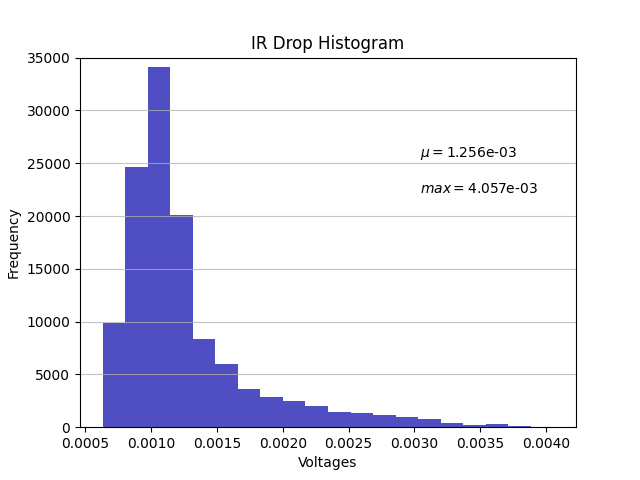 IR Drop Histogram
35000
30000
25000
20000
15000
10000
5000
0
Frequency
μ = 1.256e-03
max = 4.057e-03
0.0005 0.0010 0.0015 0.0020 0.0025 0.0030 0.0035 0.0040
Voltages